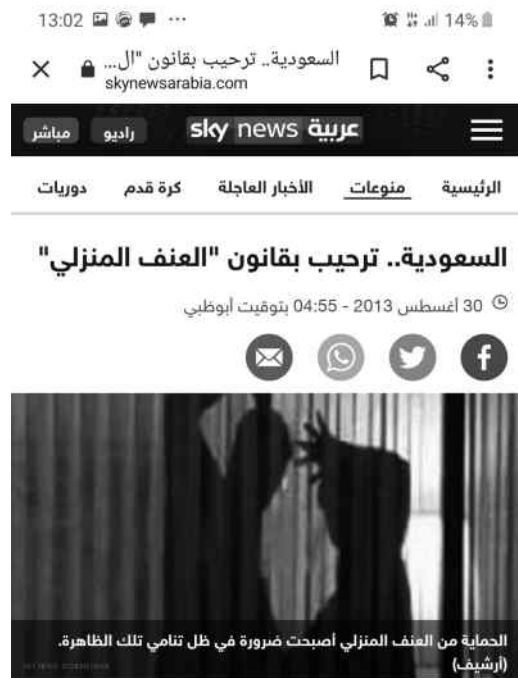 13:02 ... 14%
السعودية.. ترحيب بقانون "ال...
skynewsarabia.com
sky news عربية راديو مباشر
الرئيسية منوعات الأخبار العاجلة كرة قدم دوريات
السعودية.. ترحيب بقانون "العنف المنزلي"
30 أغسطس 2013 - 04:55 بتوقيت أبوظبي
الحماية من العنف المنزلي أصبحت ضرورة في ظل تنامي تلك الظاهرة.
(أرشيف)